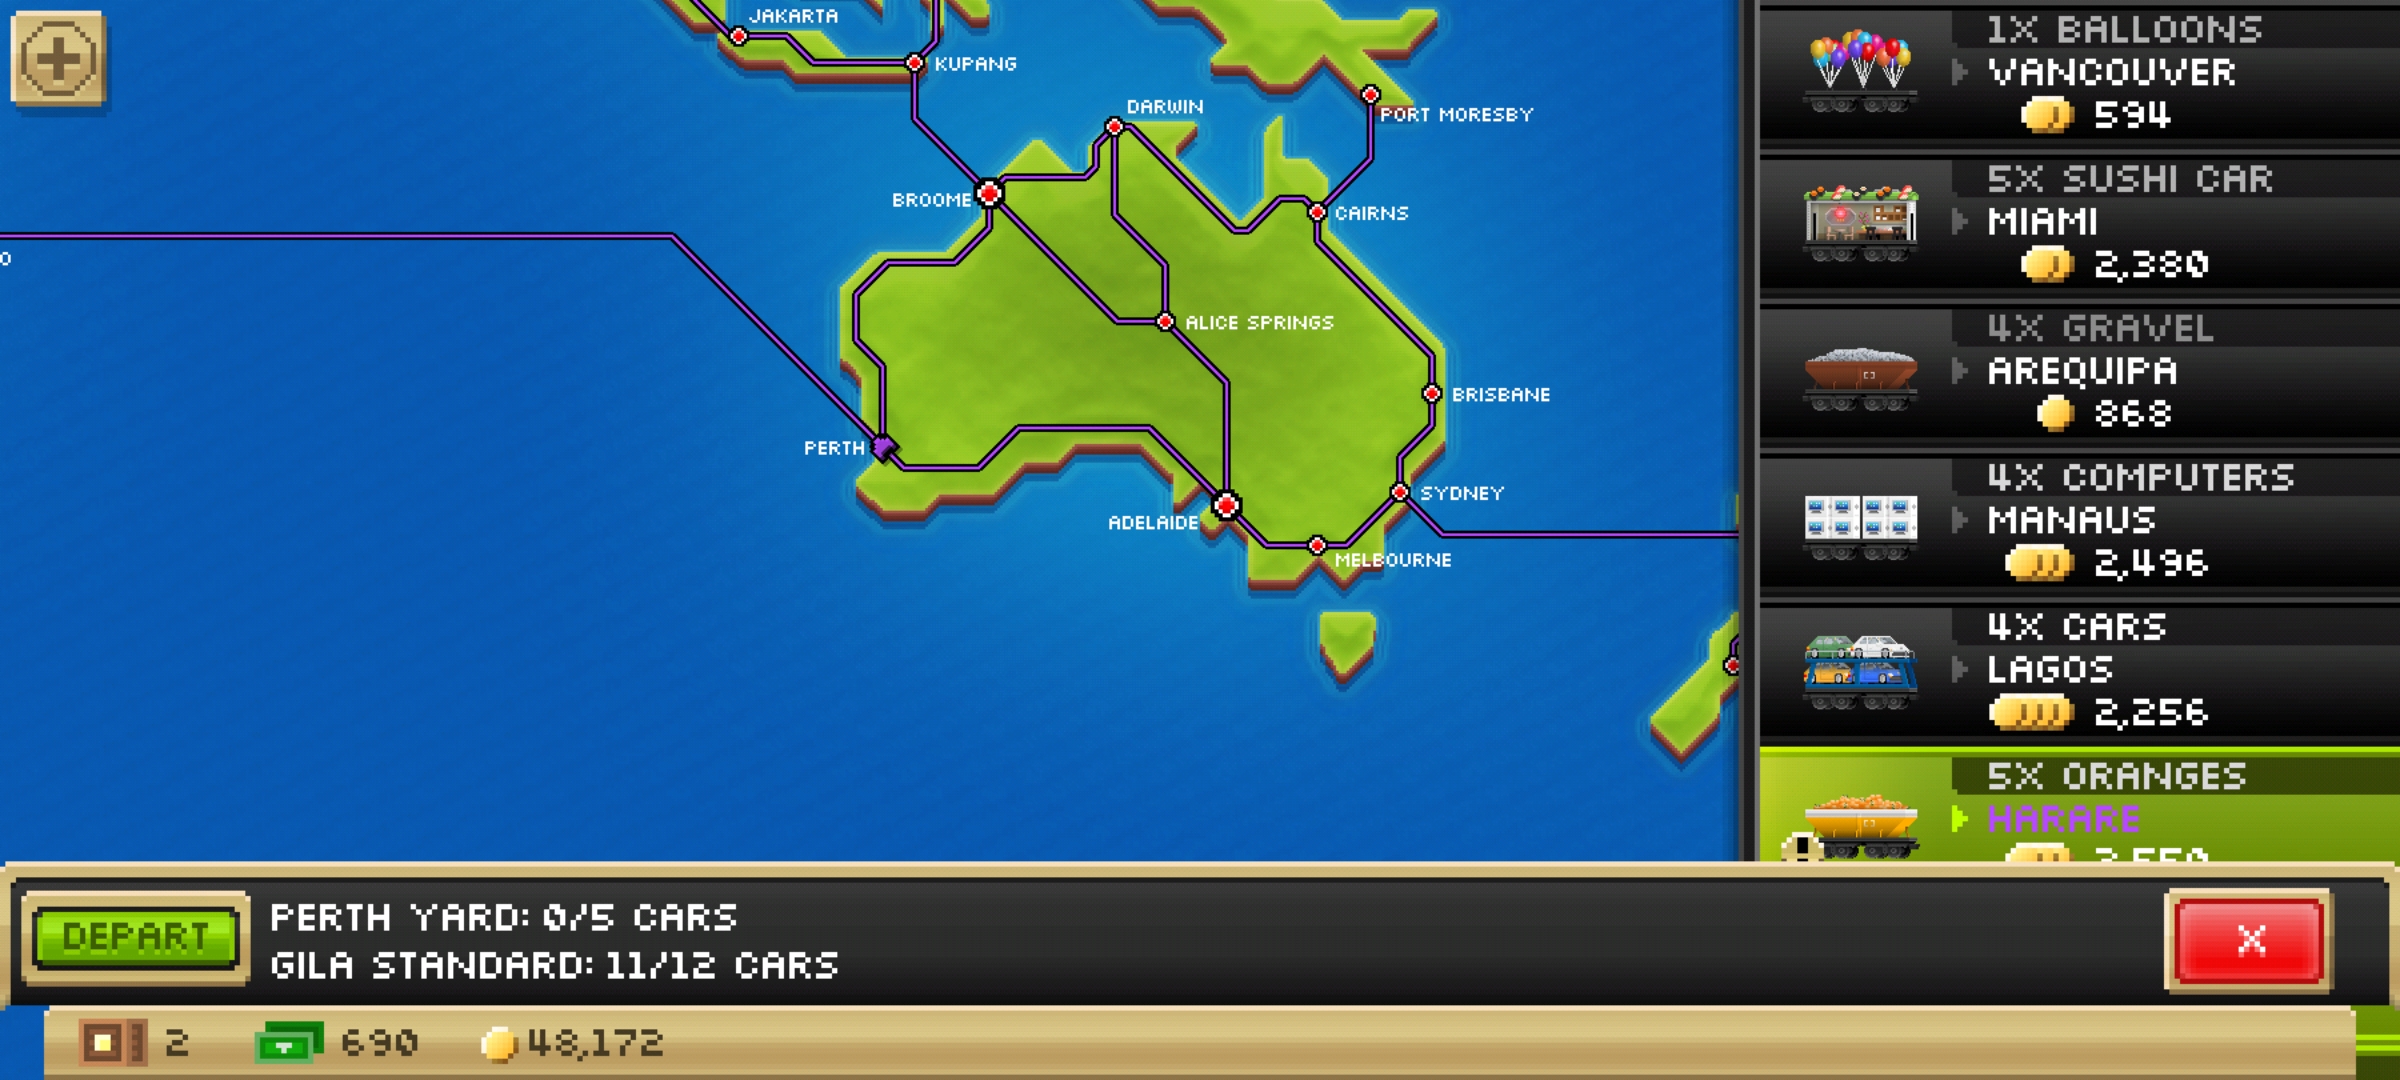 JAKARTA
KUPANG
DARWIN
PORT MORESBY
BROOME
CAIRNS
O
ALICE SPRINGS
BRISBANE
PERTH
SYDNEY
ADELAIDE
MELBOURNE
1X BALLOONS
VANCOUVER
594
5X SUSHI CAR
MIAMI
2,380
4X GRAVEL
AREQUIPA
868
4X COMPUTERS
MANAUS
2,496
4X CARS
LAGOS
2,256
5X ORANGES
HARARE
DEPART
PERTH YARD: 0/5 CARS
GILA STANDARD: 11/12 CARS
X
2
690
48,172